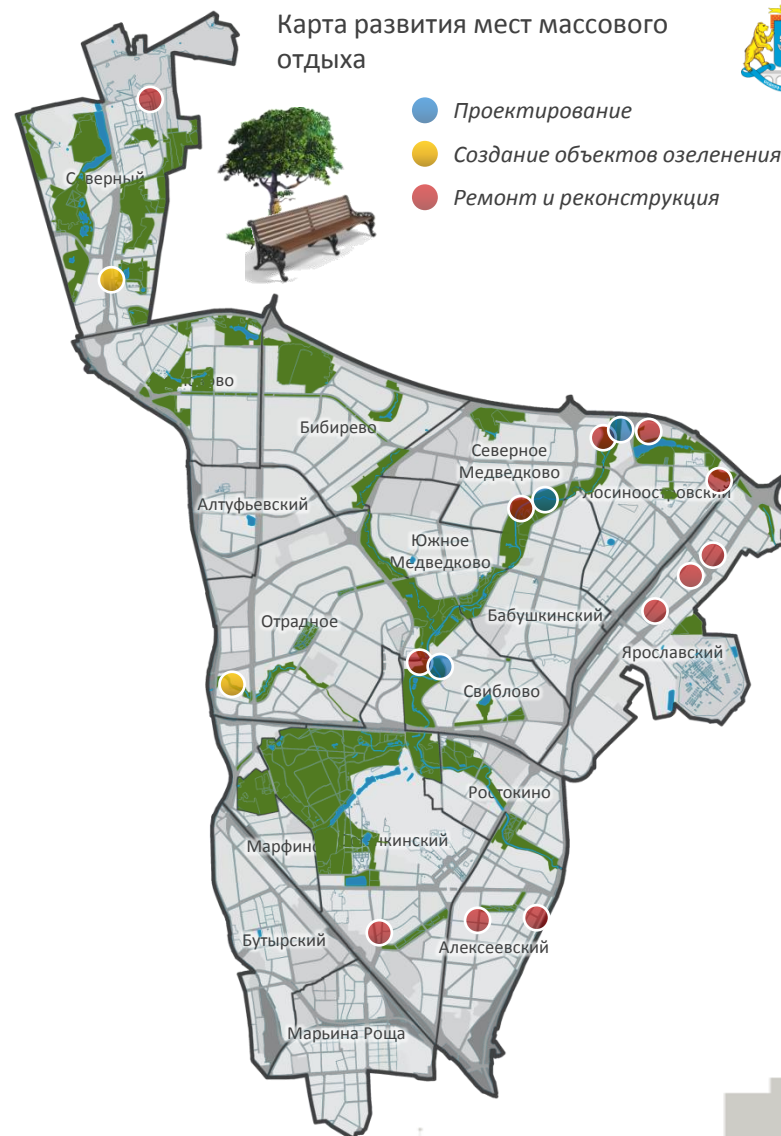 Карта развития мест массового
отдыха
Проектирование
Создание объектов озеленения
Ремонт и реконструкция
Северный
Бибирево
Северное
Медведково
Алтуфьевский
Южное
Медведково
Отрадное
Бабушкинский
Ярославский
Свиблово
Ростокино
Бутырский
Алексеевский
Марьина Роща